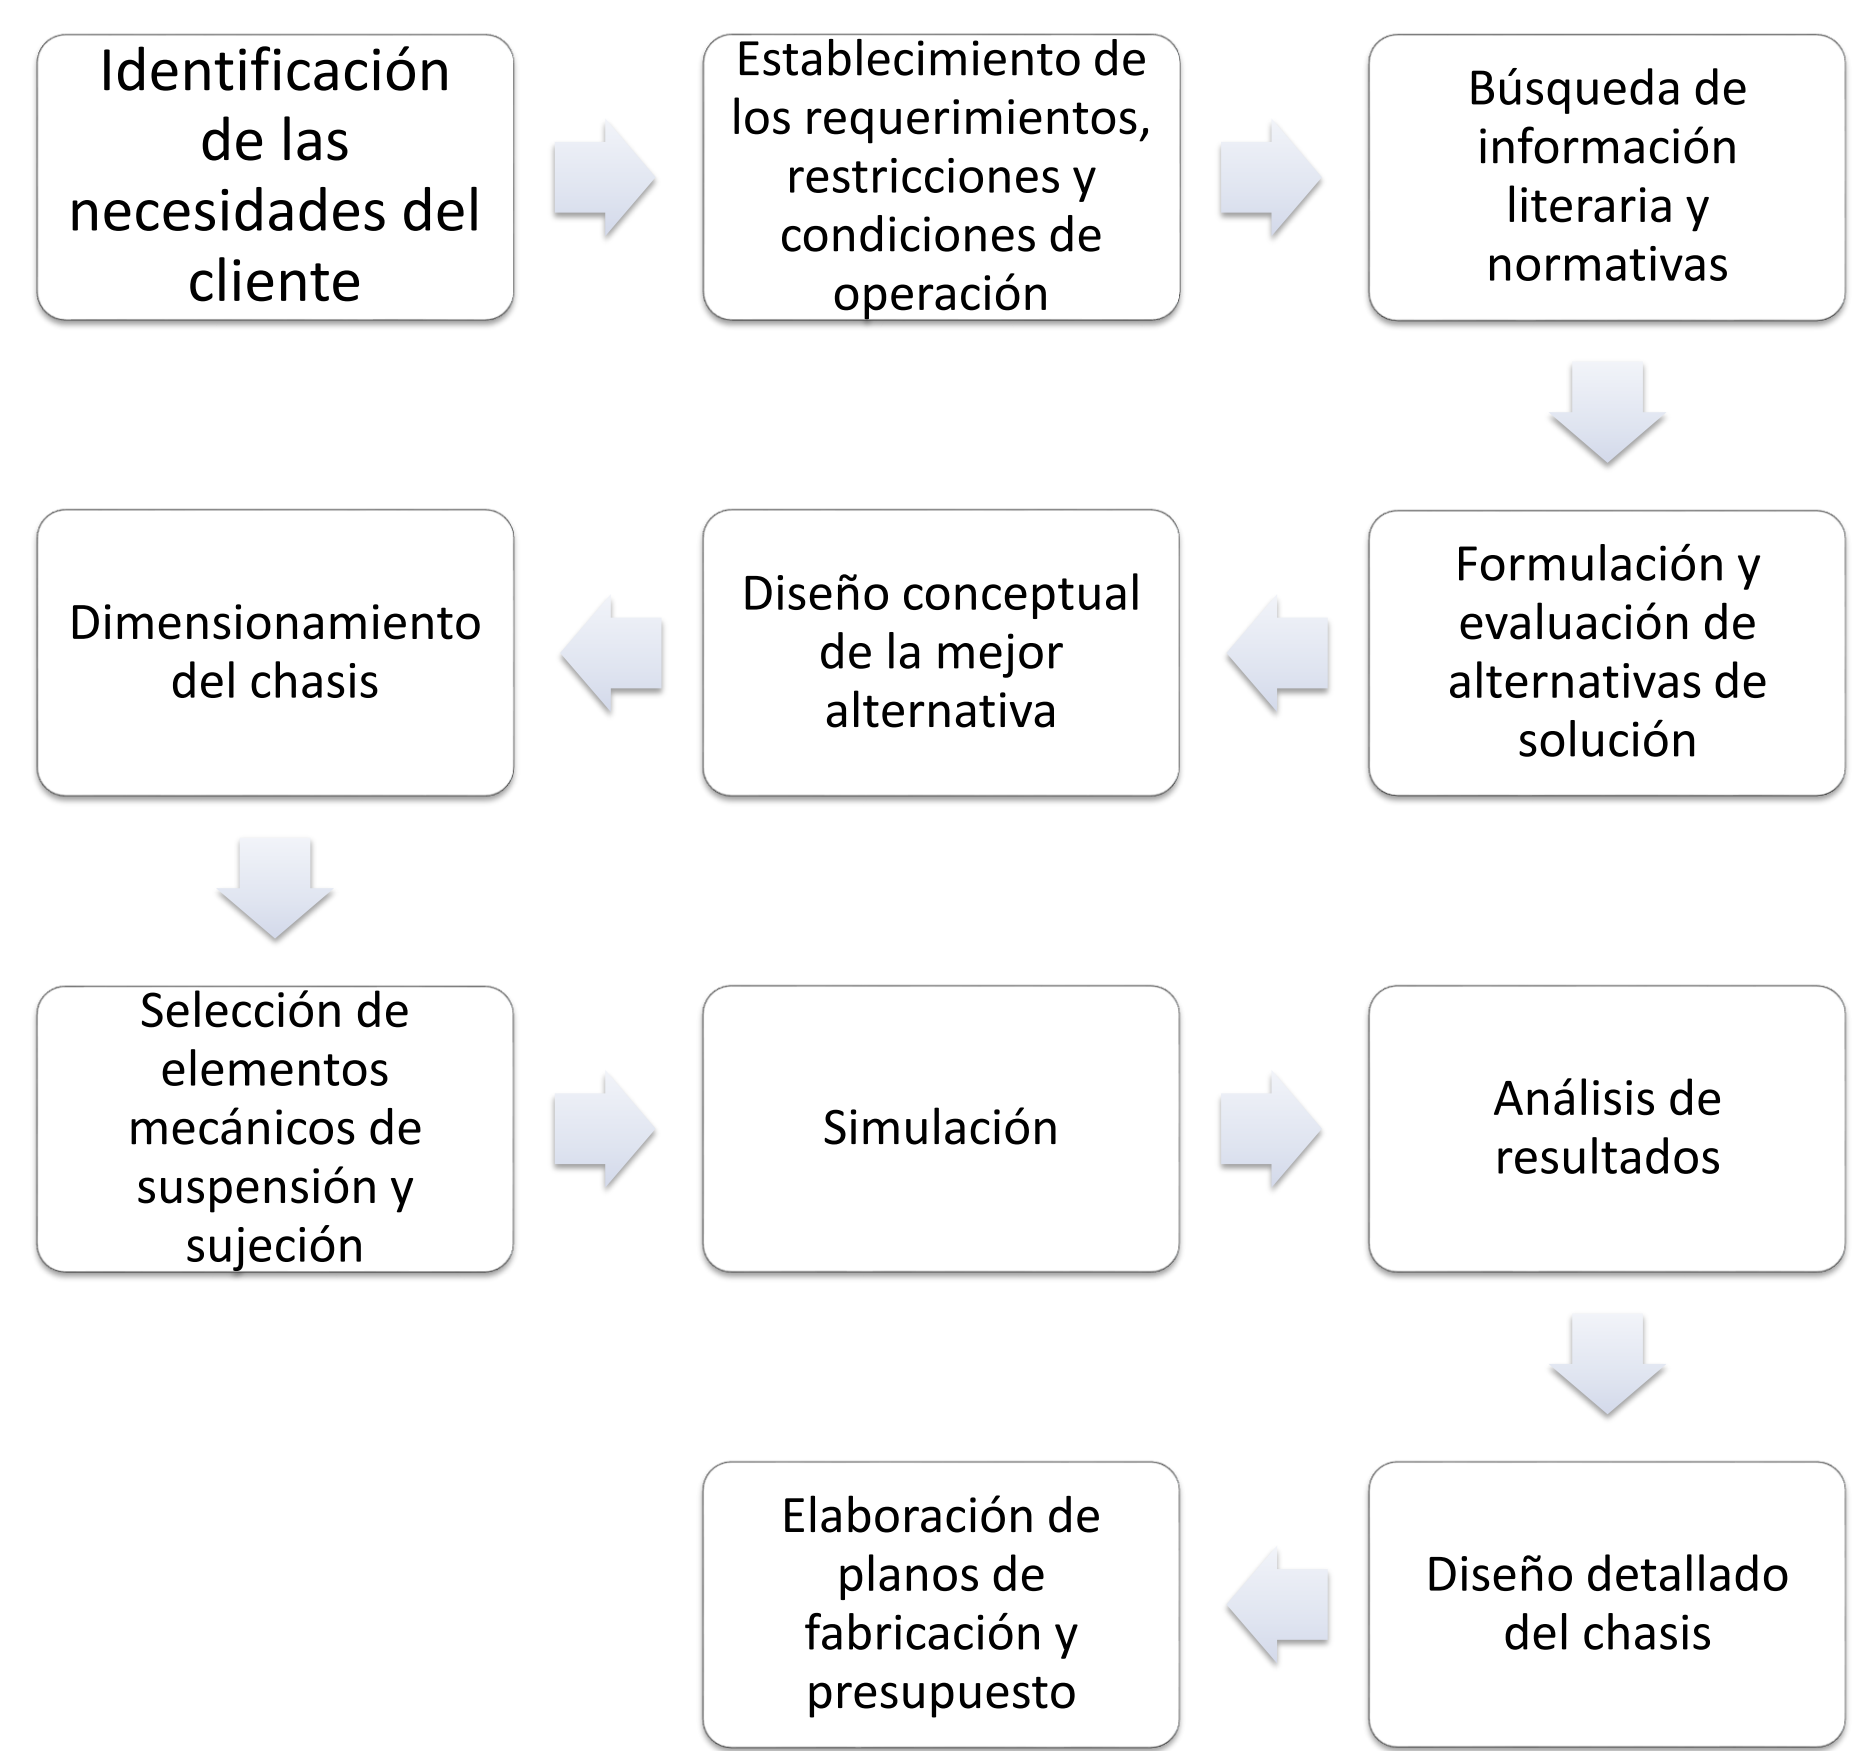 Identificación
de las
necesidades del
cliente
Establecimiento de
los requerimientos,
restricciones y
condiciones de
operación
Búsqueda de
información
literaria y
normativas
Formulación y
evaluación de
alternativas de
solución
Diseño conceptual
de la mejor
alternativa
Dimensionamiento
del chasis
Selección de
elementos
mecánicos de
suspensión y
sujeción
Simulación
Análisis de
resultados
Diseño detallado
del chasis
Elaboración de
planos de
fabricación y
presupuesto